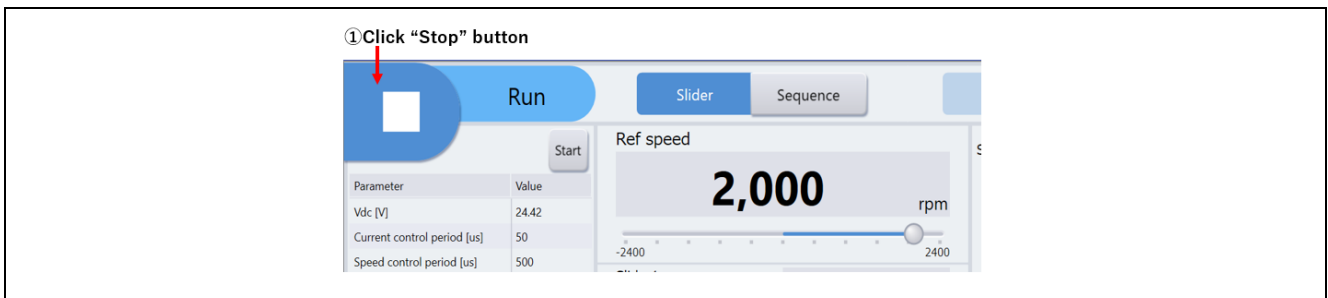 ①Click “Stop” button
Run
Slider
Sequence
Start
Ref speed
2,000
rpm
-2400
2400
Parameter Value
Vdc [V] 24.42
Current control period [us] 50
Speed control period [us] 500